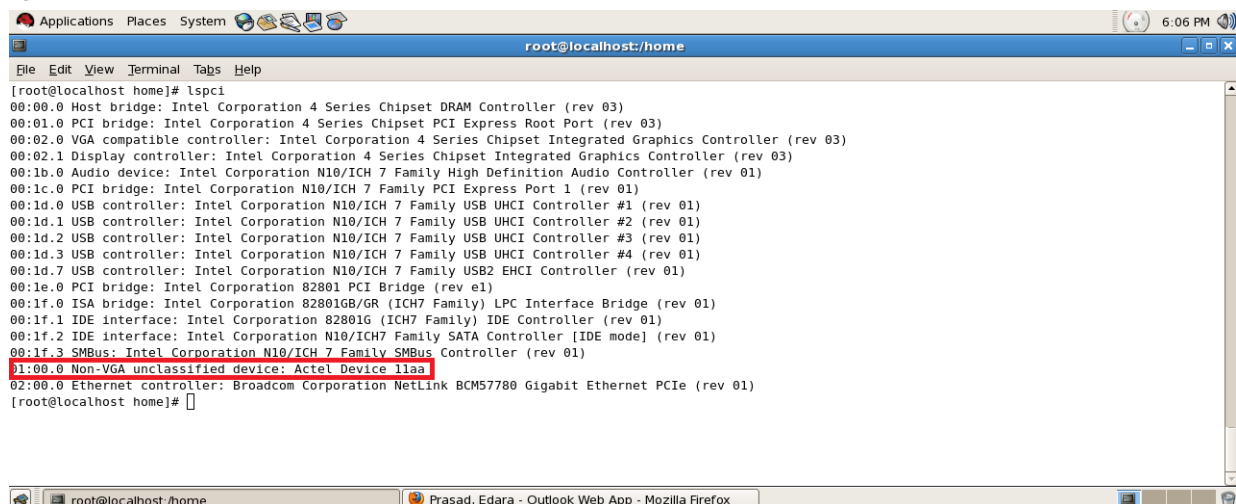 Applications Places System 6:06 PM
root@localhost:/home
File Edit View Terminal Tabs Help
[root@localhost home]# lspci
00:00.0 Host bridge: Intel Corporation 4 Series Chipset DRAM Controller (rev 03)
00:01.0 PCI bridge: Intel Corporation 4 Series Chipset PCI Express Root Port (rev 03)
00:02.0 VGA compatible controller: Intel Corporation 4 Series Chipset Integrated Graphics Controller (rev 03)
00:02.1 Display controller: Intel Corporation 4 Series Chipset Integrated Graphics Controller (rev 03)
00:1b.0 Audio device: Intel Corporation N10/ICH 7 Family High Definition Audio Controller (rev 01)
00:1c.0 PCI bridge: Intel Corporation N10/ICH 7 Family PCI Express Port 1 (rev 01)
00:1d.0 USB controller: Intel Corporation N10/ICH 7 Family USB UHCI Controller #1 (rev 01)
00:1d.1 USB controller: Intel Corporation N10/ICH 7 Family USB UHCI Controller #2 (rev 01)
00:1d.2 USB controller: Intel Corporation N10/ICH 7 Family USB UHCI Controller #3 (rev 01)
00:1d.3 USB controller: Intel Corporation N10/ICH 7 Family USB UHCI Controller #4 (rev 01)
00:1d.7 USB controller: Intel Corporation N10/ICH 7 Family USB2 EHCI Controller (rev 01)
00:1e.0 PCI bridge: Intel Corporation 82801 PCI Bridge (rev e1)
00:1f.0 ISA bridge: Intel Corporation 82801GB/GR (ICH7 Family) LPC Interface Bridge (rev 01)
00:1f.1 IDE interface: Intel Corporation 82801G (ICH7 Family) IDE Controller (rev 01)
00:1f.2 IDE interface: Intel Corporation N10/ICH7 Family SATA Controller [IDE mode] (rev 01)
00:1f.3 SMBus: Intel Corporation N10/ICH 7 Family SMBus Controller (rev 01)
01:00.0 Non-VGA unclassified device: Actel Device 11aa
02:00.0 Ethernet controller: Broadcom Corporation NetLink BCM57780 Gigabit Ethernet PCIe (rev 01)
[root@localhost home]#
root@localhost:/home Prasad, Edara - Outlook Web App - Mozilla Firefox